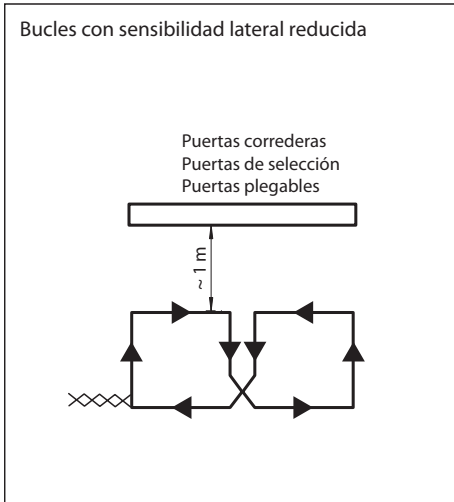 Bucles con sensibilidad lateral reducida
Puertas correderas
Puertas de selección
Puertas plegables
~ 1 m